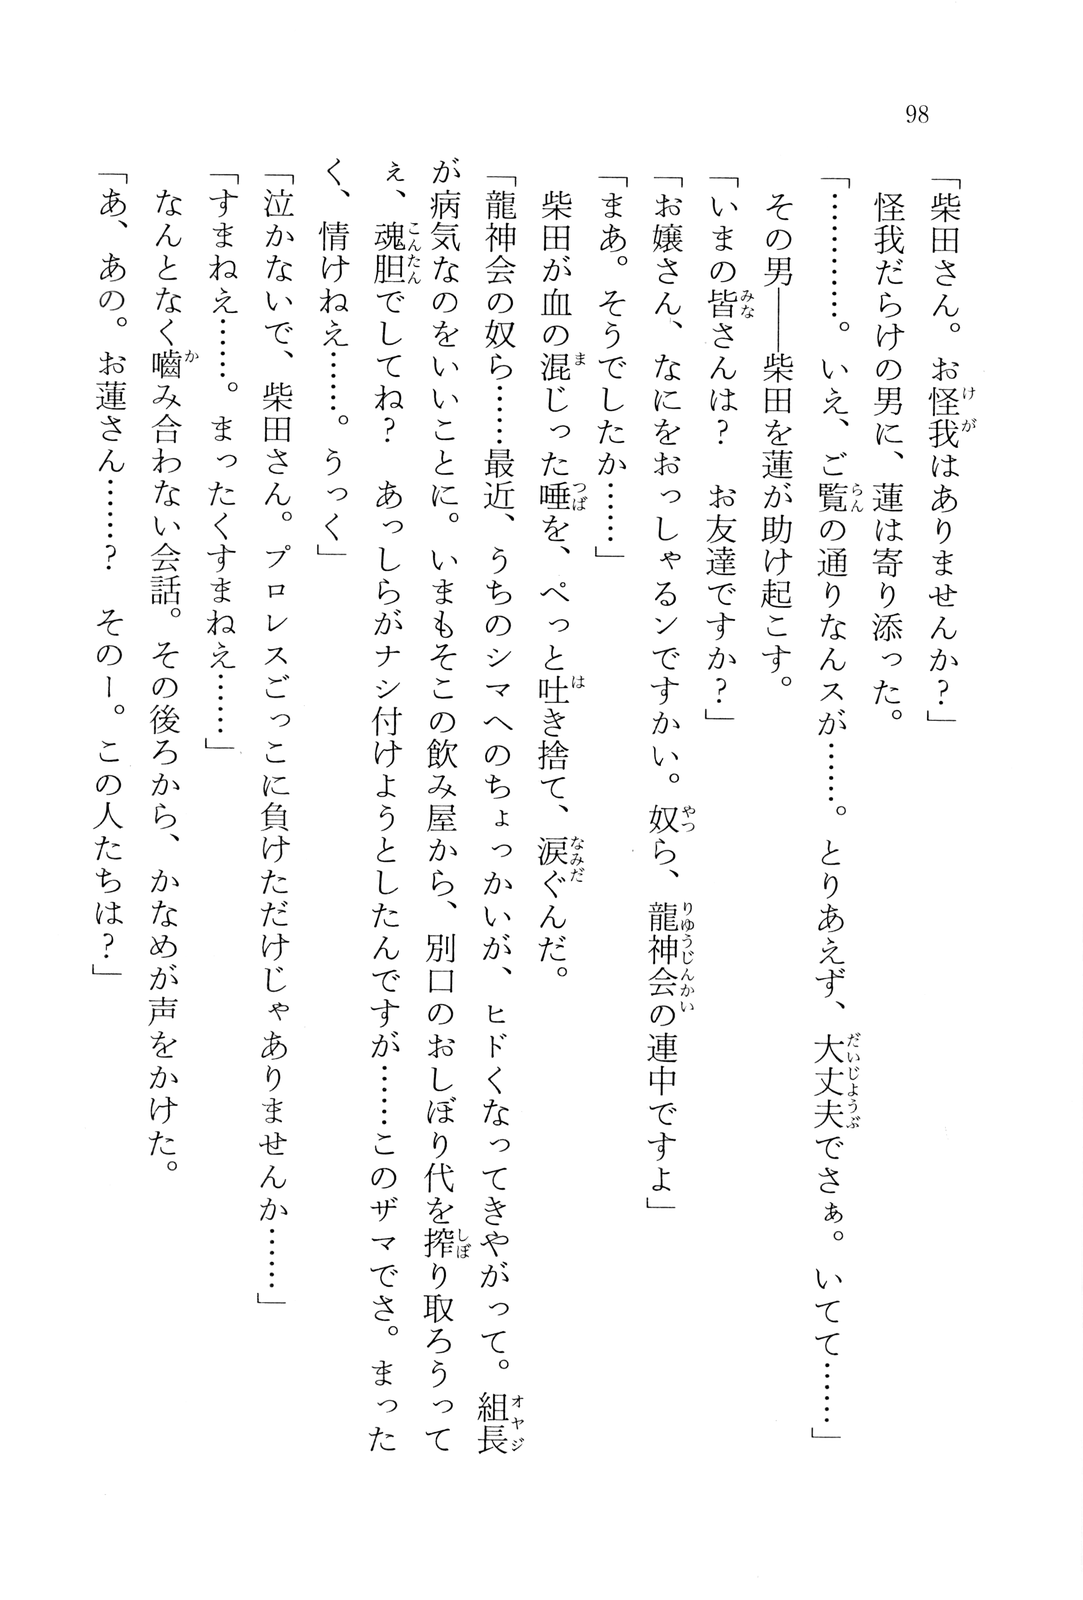 98
「柴田さん。お怪我はありませんか？」
怪我だらけの男に、蓮は寄り添った。
「…………。いえ、ご覧の通りなんスが……。とりあえず、大丈夫でさぁ。いてて……」
その男――柴田を蓮が助け起こす。
「いまの皆さんは？　お友達ですか？」
「お嬢さん、なにをおっしゃるンですかい。奴ら、龍神会の連中ですよ」
「まあ。そうでしたか……」
柴田が血の混じった唾を、ぺっと吐き捨て、涙ぐんだ。
「龍神会の奴ら……最近、うちのシマへのちょっかいが、ヒドくなってきやがって。組長
が病気なのをいいことに。いまもそこの飲み屋から、別口のおしぼり代を搾り取ろうって
ぇ、魂胆でしてね？　あっしらがナシ付けようとしたんですが……このザマでさ。まった
く、情けねえ……。うっく」
「泣かないで、柴田さん。プロレスごっこに負けただけじゃありませんか……」
「すまねえ……。まったくすまねえ……」
なんとなく嚙み合わない会話。その後ろから、かなめが声をかけた。
「あ、あの。お蓮さん……？　そのー。この人たちは？」